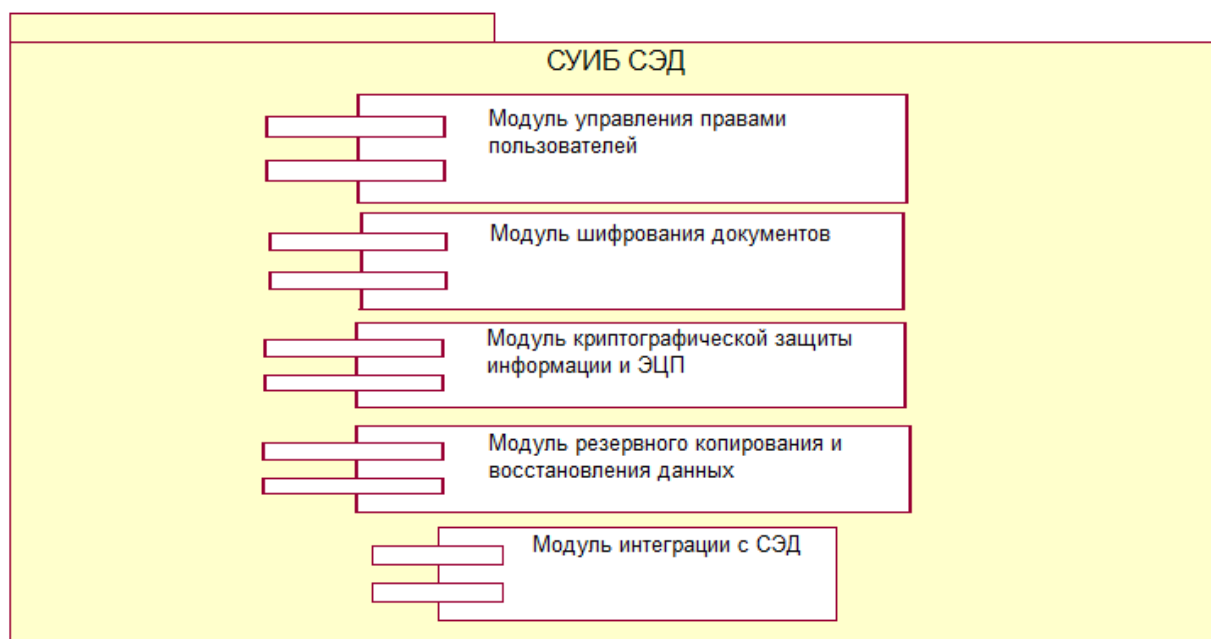 СУИБ СЭД
Модуль управления правами
пользователей
Модуль шифрования документов
Модуль криптографической защиты
информации и ЭЦП
Модуль резервного копирования и
восстановления данных
Модуль интеграции с СЭД